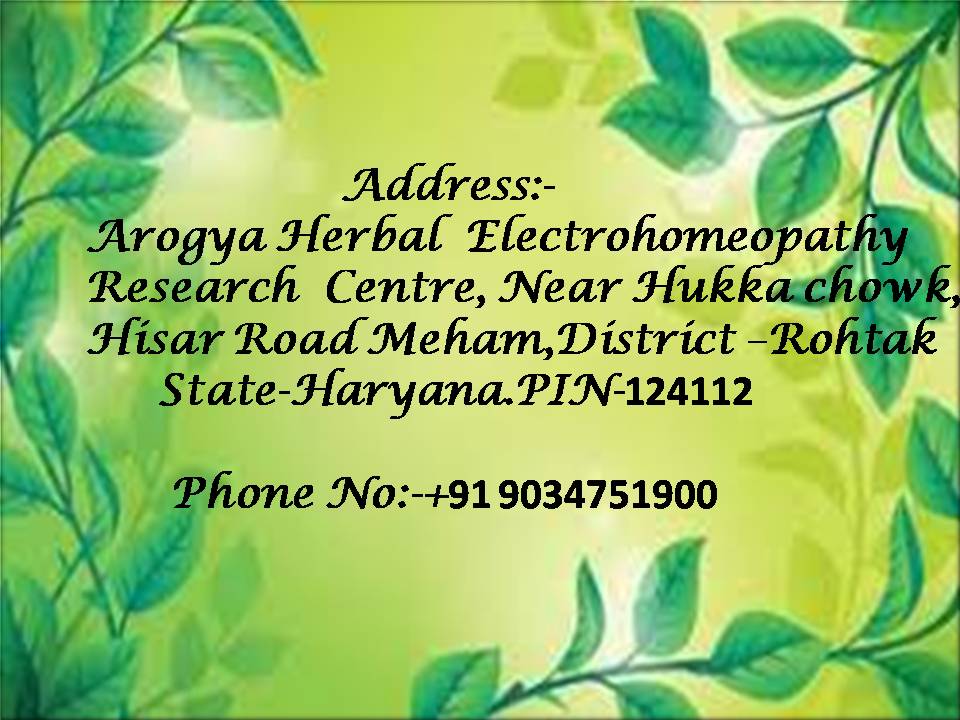 Address:-
Arogya Herbal Electrohomeopathy
Research Centre, Near Hukka chowk,
Hisar Road Meham,District –Rohtak
State-Haryana.PIN-124112
Phone No:-+91 9034751900